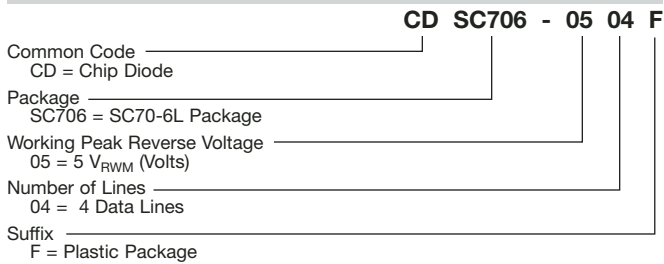 CD SC706 - 05 04 F
Common Code
CD = Chip Diode
Package
SC706 = SC70-6L Package
Working Peak Reverse Voltage
05 = 5 VRWM (Volts)
Number of Lines
04 = 4 Data Lines
Suffix
F = Plastic Package